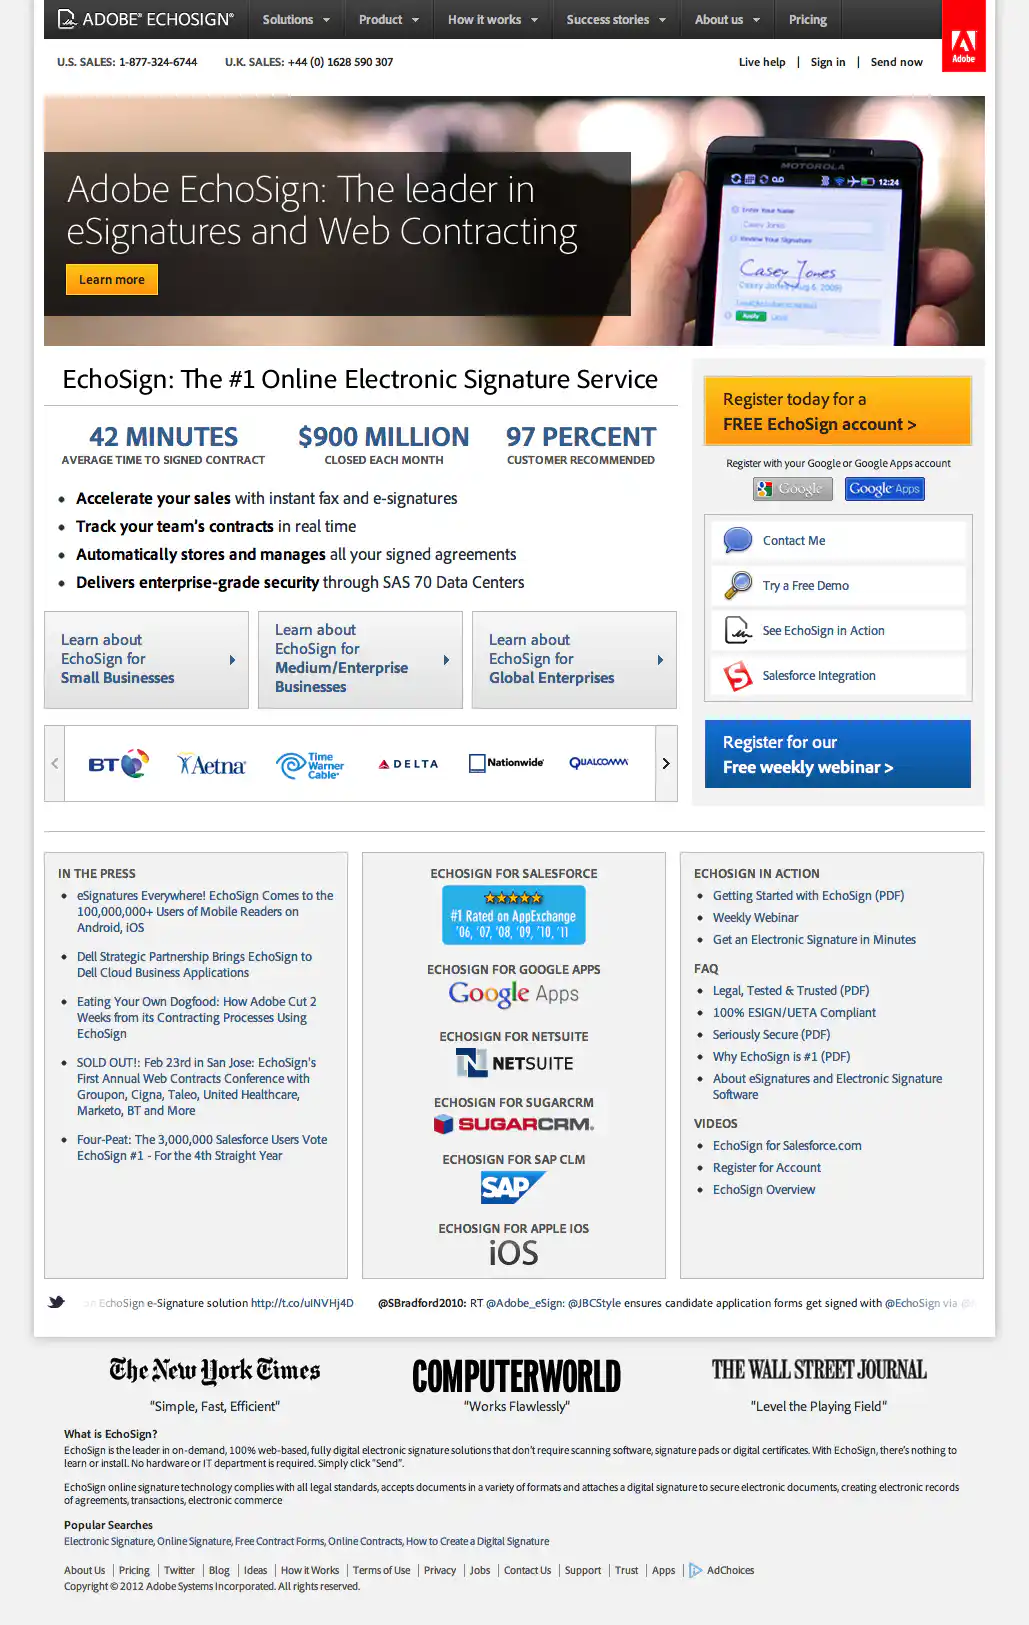 ADOBE® ECHOSIGN®
Solutions
Product
How it works
Success stories
About us
Pricing
Adobe
U.S. SALES: 1-877-324-6744
U.K. SALES: +44 (0) 1628 590 307
Live help | Sign in | Send now
Adobe EchoSign: The leader in
eSignatures and Web Contracting
Learn more
MOTOROLA
12:24
Enter Your Name
Casey Jones
Review Your Signature
Casey Jones
Casey Jones (Aug 6, 2009)
Apply
EchoSign: The #1 Online Electronic Signature Service
42 MINUTES
AVERAGE TIME TO SIGNED CONTRACT
$900 MILLION
CLOSED EACH MONTH
97 PERCENT
CUSTOMER RECOMMENDED
• Accelerate your sales with instant fax and e-signatures
• Track your team's contracts in real time
• Automatically stores and manages all your signed agreements
• Delivers enterprise-grade security through SAS 70 Data Centers
Learn about
EchoSign for
Small Businesses
Learn about
EchoSign for
Medium/Enterprise
Businesses
Learn about
EchoSign for
Global Enterprises
BT
Aetna
Time
Warner
Cable
DELTA
Nationwide
QUALCOMM
Register today for a
FREE EchoSign account >
Register with your Google or Google Apps account
Google
Google Apps
Contact Me
Try a Free Demo
See EchoSign in Action
Salesforce Integration
Register for our
Free weekly webinar >
IN THE PRESS
• eSignatures Everywhere! EchoSign Comes to the
100,000,000+ Users of Mobile Readers on
Android, iOS
• Dell Strategic Partnership Brings EchoSign to
Dell Cloud Business Applications
• Eating Your Own Dogfood: How Adobe Cut 2
Weeks from its Contracting Processes Using
EchoSign
• SOLD OUT!: Feb 23rd in San Jose: EchoSign's
First Annual Web Contracts Conference with
Groupon, Cigna, Taleo, United Healthcare,
Marketo, BT and More
• Four-Peat: The 3,000,000 Salesforce Users Vote
EchoSign #1 - For the 4th Straight Year
ECHOSIGN FOR SALESFORCE
#1 Rated on AppExchange
'06, '07, '08, '09, '10, '11
ECHOSIGN FOR GOOGLE APPS
Google Apps
ECHOSIGN FOR NETSUITE
NETSUITE
ECHOSIGN FOR SUGARCRM
SUGARCRM.
ECHOSIGN FOR SAP CLM
SAP
ECHOSIGN FOR APPLE IOS
iOS
ECHOSIGN IN ACTION
• Getting Started with EchoSign (PDF)
• Weekly Webinar
• Get an Electronic Signature in Minutes
FAQ
• Legal, Tested & Trusted (PDF)
• 100% ESIGN/UETA Compliant
• Seriously Secure (PDF)
• Why EchoSign is #1 (PDF)
• About eSignatures and Electronic Signature
Software
VIDEOS
• EchoSign for Salesforce.com
• Register for Account
• EchoSign Overview
on EchoSign e-Signature solution http://t.co/uINVHj4D @SBradford2010: RT @Adobe_eSign: @JBCStyle ensures candidate application forms get signed with @EchoSign via
The New York Times
"Simple, Fast, Efficient"
COMPUTERWORLD
"Works Flawlessly"
THE WALL STREET JOURNAL
"Level the Playing Field"
What is EchoSign?
EchoSign is the leader in on-demand, 100% web-based, fully digital electronic signature solutions that don't require scanning software, signature pads or digital certificates. With EchoSign, there's nothing to
learn or install. No hardware or IT department is required. Simply click "Send".
EchoSign online signature technology complies with all legal standards, accepts documents in a variety of formats and attaches a digital signature to secure electronic documents, creating electronic records
of agreements, transactions, electronic commerce
Popular Searches
Electronic Signature, Online Signature, Free Contract Forms, Online Contracts, How to Create a Digital Signature
About Us | Pricing | Twitter | Blog | Ideas | How it Works | Terms of Use | Privacy | Jobs | Contact Us | Support | Trust | Apps | AdChoices
Copyright © 2012 Adobe Systems Incorporated. All rights reserved.